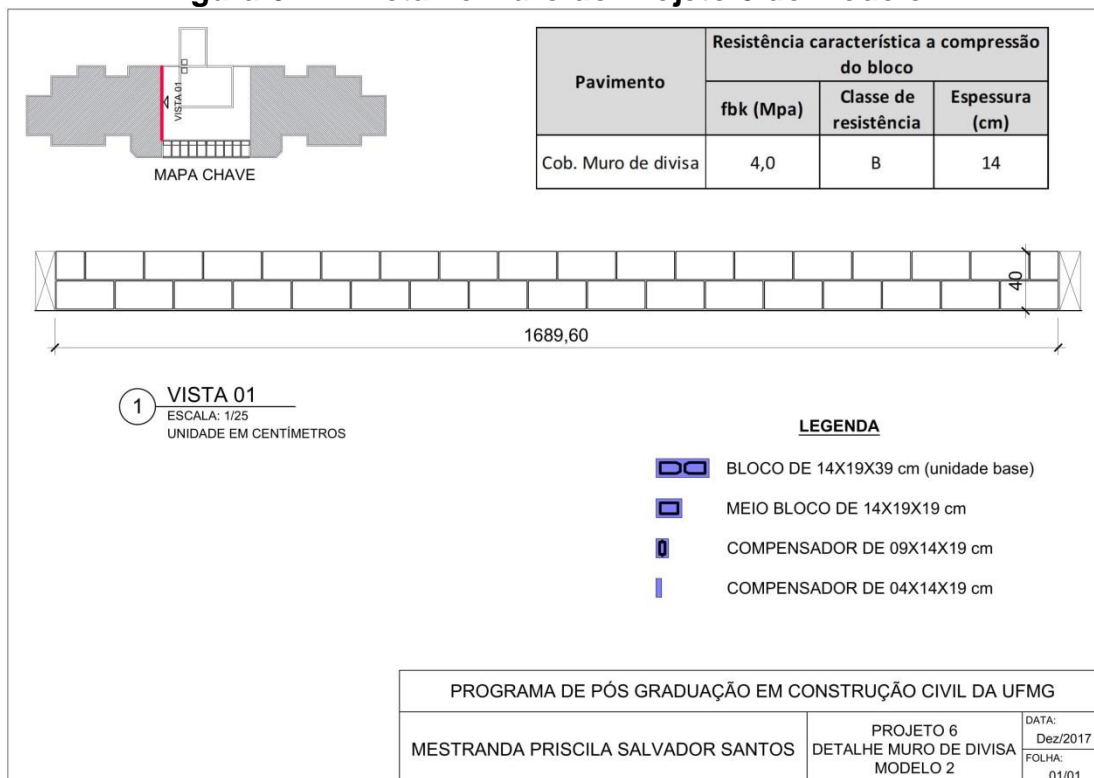 VISTA 01
MAPA CHAVE
Pavimento
Resistência característica a compressão do bloco
fbk (Mpa)
Classe de resistência
Espessura (cm)
Cob. Muro de divisa
4,0
B
14
40
1689,60
1
VISTA 01
ESCALA: 1/25
UNIDADE EM CENTÍMETROS
LEGENDA
BLOCO DE 14X19X39 cm (unidade base)
MEIO BLOCO DE 14X19X19 cm
COMPENSADOR DE 09X14X19 cm
COMPENSADOR DE 04X14X19 cm
PROGRAMA DE PÓS GRADUAÇÃO EM CONSTRUÇÃO CIVIL DA UFMG
MESTRANDA PRISCILA SALVADOR SANTOS
PROJETO 6
DETALHE MURO DE DIVISA
MODELO 2
DATA:
Dez/2017
FOLHA:
01/01